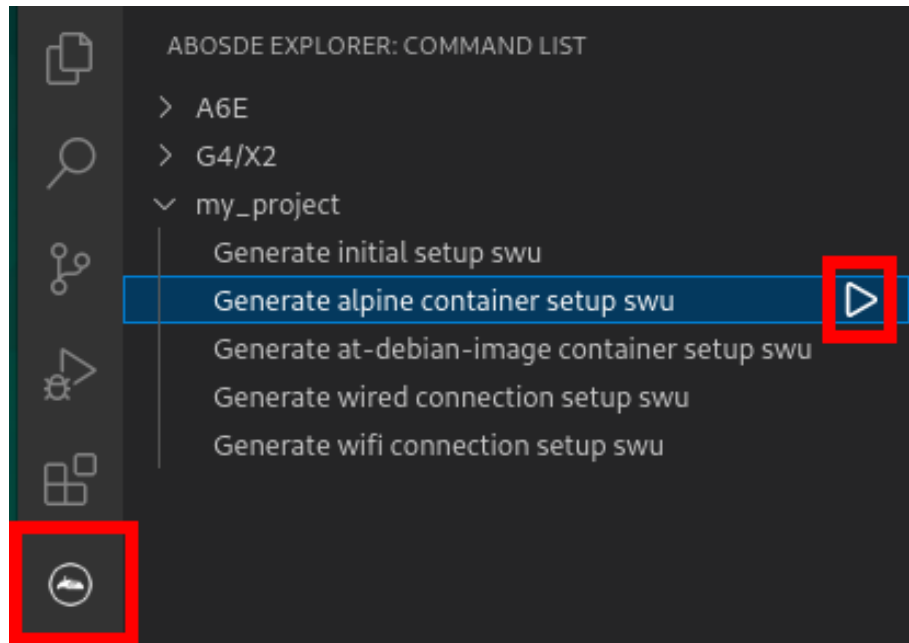 ABOSDE EXPLORER: COMMAND LIST
A6E
G4/X2
my_project
Generate initial setup swu
Generate alpine container setup swu
Generate at-debian-image container setup swu
Generate wired connection setup swu
Generate wifi connection setup swu